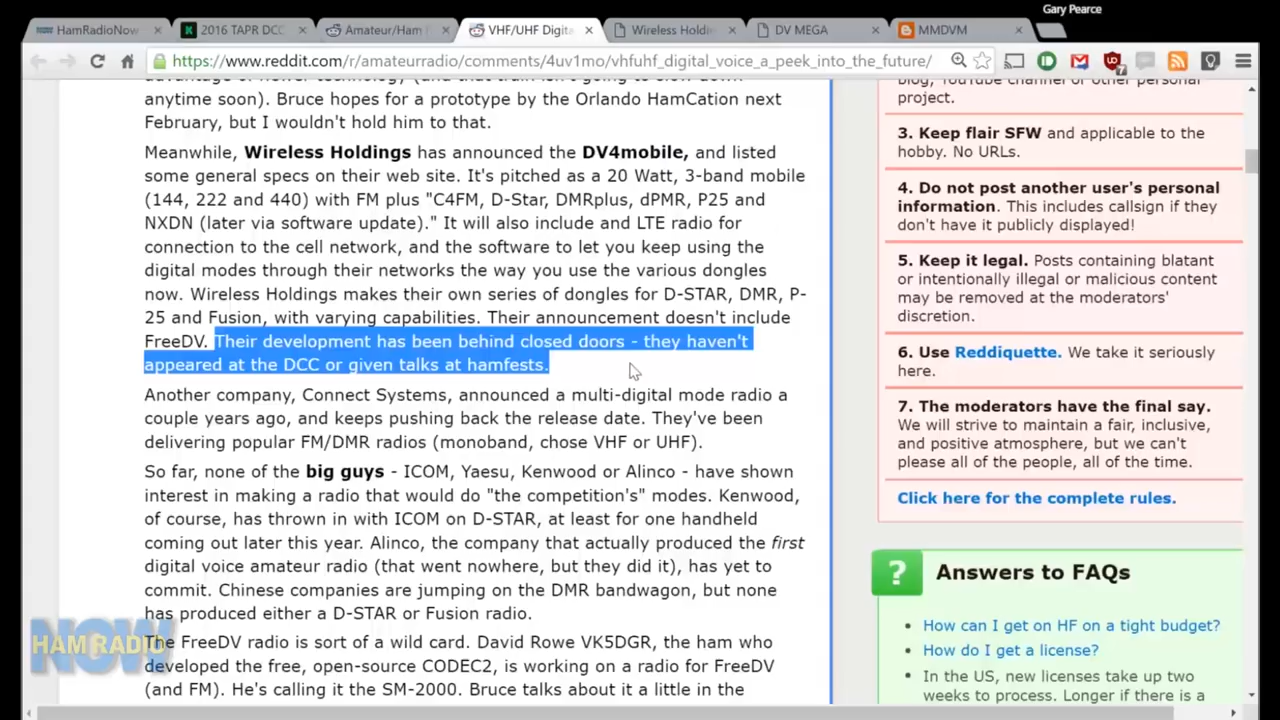 Gary Pearce
HamRadioNow
2016 TAPR DCC
Amateur/Ham
VHF/UHF Digita
Wireless Holdin
DV MEGA
MMDVM
https://www.reddit.com/r/amateurradio/comments/4uv1mo/vhfuhf_digital_voice_a_peek_into_the_future/
anytime soon). Bruce hopes for a prototype by the Orlando HamCation next
February, but I wouldn't hold him to that.
Meanwhile, Wireless Holdings has announced the DV4mobile, and listed
some general specs on their web site. It's pitched as a 20 Watt, 3-band mobile
(144, 222 and 440) with FM plus "C4FM, D-Star, DMRplus, dPMR, P25 and
NXDN (later via software update)." It will also include and LTE radio for
connection to the cell network, and the software to let you keep using the
digital modes through their networks the way you use the various dongles
now. Wireless Holdings makes their own series of dongles for D-STAR, DMR, P-
25 and Fusion, with varying capabilities. Their announcement doesn't include
FreeDV. Their development has been behind closed doors - they haven't
appeared at the DCC or given talks at hamfests.
Another company, Connect Systems, announced a multi-digital mode radio a
couple years ago, and keeps pushing back the release date. They've been
delivering popular FM/DMR radios (monoband, chose VHF or UHF).
So far, none of the big guys - ICOM, Yaesu, Kenwood or Alinco - have shown
interest in making a radio that would do "the competition's" modes. Kenwood,
of course, has thrown in with ICOM on D-STAR, at least for one handheld
coming out later this year. Alinco, the company that actually produced the first
digital voice amateur radio (that went nowhere, but they did it), has yet to
commit. Chinese companies are jumping on the DMR bandwagon, but none
has produced either a D-STAR or Fusion radio.
The FreeDV radio is sort of a wild card. David Rowe VK5DGR, the ham who
developed the free, open-source CODEC2, is working on a radio for FreeDV
(and FM). He's calling it the SM-2000. Bruce talks about it a little in the
project.
3. Keep flair SFW and applicable to the
hobby. No URLs.
4. Do not post another user's personal
information. This includes callsign if they
don't have it publicly displayed!
5. Keep it legal. Posts containing blatant
or intentionally illegal or malicious content
may be removed at the moderators'
discretion.
6. Use Reddiquette. We take it seriously
here.
7. The moderators have the final say.
We will strive to maintain a fair, inclusive,
and positive atmosphere, but we can't
please all of the people, all of the time.
Click here for the complete rules.
?
Answers to FAQs
How can I get on HF on a tight budget?
How do I get a license?
In the US, new licenses take up two
weeks to process. Longer if there is a
HAM RADIO
NOW